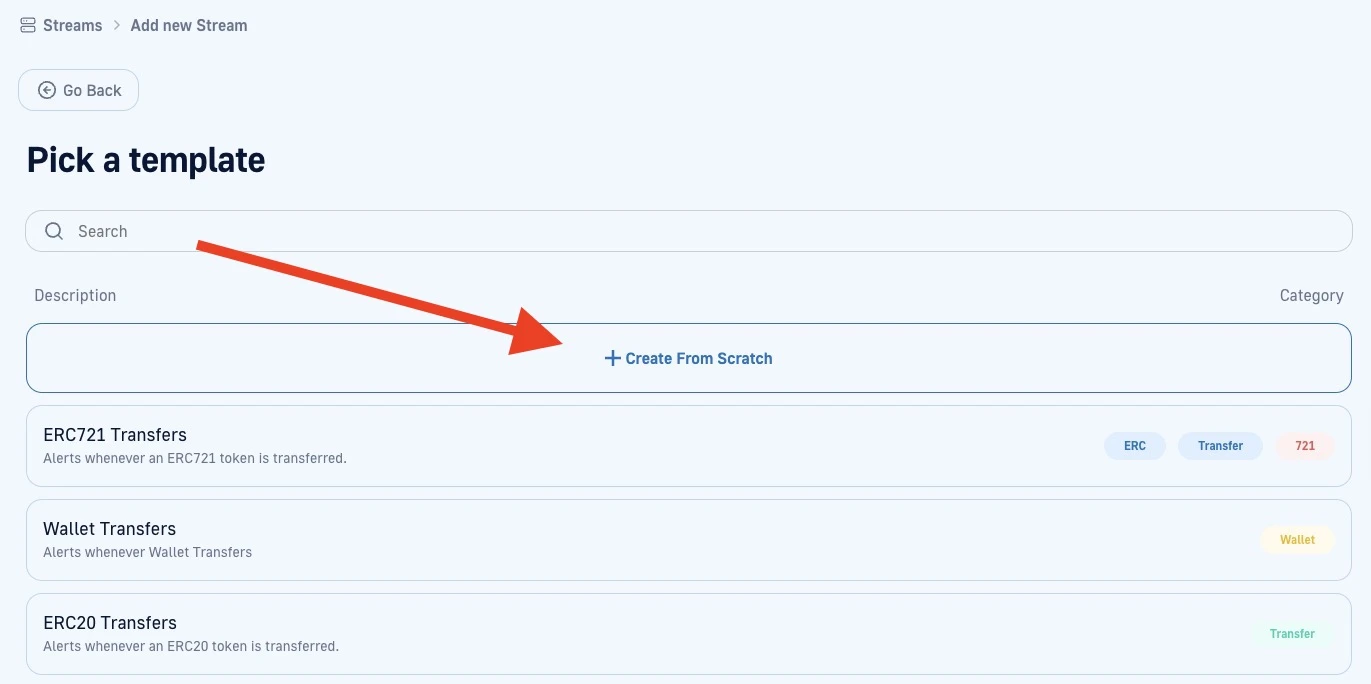 Streams > Add new Stream
Go Back
Pick a template
Search
Description Category
+ Create From Scratch
ERC721 Transfers
Alerts whenever an ERC721 token is transferred.
ERC Transfer 721
Wallet Transfers
Alerts whenever Wallet Transfers
Wallet
ERC20 Transfers
Alerts whenever an ERC20 token is transferred.
Transfer